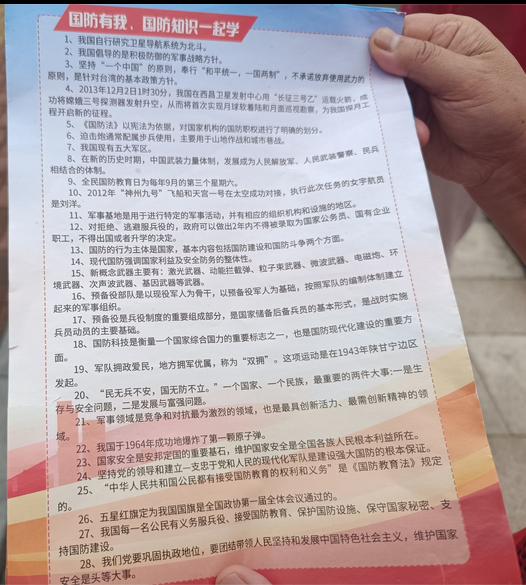 国防有我、国防知识一起学
1、我国自行研究卫星导航系统为北斗。
2、我国倡导的是积极防御的军事战略方针。
3、坚持“一个中国”的原则，奉行“和平统一，一国两制”，不承诺放弃使用武力的
原则，是针对台湾的基本政策方针。
4、2013年12月2日1时30分，我国在西昌卫星发射中心用“长征三号乙”运载火箭，成
功将嫦娥三号探测器发射升空，从而将首次实现月球软着陆和月面巡视勘察，为我国探月工
程开启新的征程。
5、《国防法》以宪法为依据，对国家机构的国防职权进行了明确的划分。
6、迫击炮通常配属步兵使用，主要用于山地作战和城市巷战。
7、我国现有五大军区。
8、在新的历史时期，中国武装力量体制，发展成为人民解放军、人民武装警察、民兵
相结合的体制。
9、全民国防教育日为每年9月的第三个星期六。
10、2012年“神州九号”飞船和天宫一号在太空成功对接，执行此次任务的女宇航员
是刘洋。
11、军事基地是用于进行特定的军事活动，并有相应的组织机构和设施的地区。
12、对拒绝、逃避服兵役的，政府可以做出2年内不得被录取为国家公务员、国有企业
职工，不得出国或者升学的决定。
13、国防的行为主体是国家，基本内容包括国防建设和国防斗争两个方面。
14、现代国防强调国家利益及安全防务的整体性。
15、新概念武器主要有：激光武器、动能拦截弹、粒子束武器、微波武器、电磁炮、环
境武器、次声波武器、基因武器等武器。
16、预备役部队是以现役军人为骨干，以预备役军人为基础，按照军队的编制体制建立
起来的军事组织。
17、预备役是兵役制度的重要组成部分，是国家储备后备兵员的基本形式，是战时实施
兵员动员的主要基础。
18、国防科技是衡量一个国家综合国力的重要标志之一，也是国防现代化建设的重要方
面。
19、军队拥政爱民，地方拥军优属，称为“双拥”。这项运动是在1943年陕甘宁边区
发起。
20、“民无兵不安，国无防不立。”一个国家、一个民族，最重要的两件大事:一是生
存与安全问题，二是发展与富强问题。
21、军事领域是竞争和对抗最为激烈的领域，也是最具创新活力、最需创新精神的领
域。
22、我国于1964年成功地爆炸了第一颗原子弹。
23、国家安全是安邦定国的重要基石，维护国家安全是全国各族人民根本利益所在。
24、坚持党的领导和建立一支忠于党和人民的现代化军队是建设强大国防的根本保证。
25、“中华人民共和国公民都有接受国防教育的权利和义务”是《国防教育法》规定
的。
26、五星红旗定为我国国旗是全国政协第一届全体会议通过的。
27、我国每一名公民有义务服兵役、接受国防教育、保护国防设施、保守国家秘密、支
持国防建设。
28、我们党要巩固执政地位，要团结带领人民坚持和发展中国特色社会主义，维护国家
安全是头等大事。